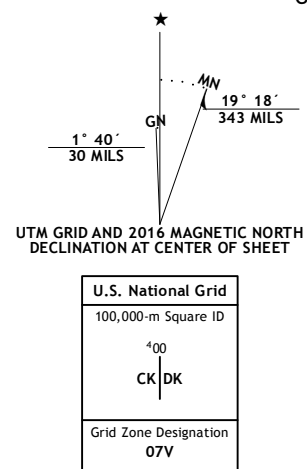 ★
MN
GN
19° 18´
343 MILS
1° 40´
30 MILS
UTM GRID AND 2016 MAGNETIC NORTH
DECLINATION AT CENTER OF SHEET
U.S. National Grid
100,000-m Square ID
⁴00
CK DK
Grid Zone Designation
07V